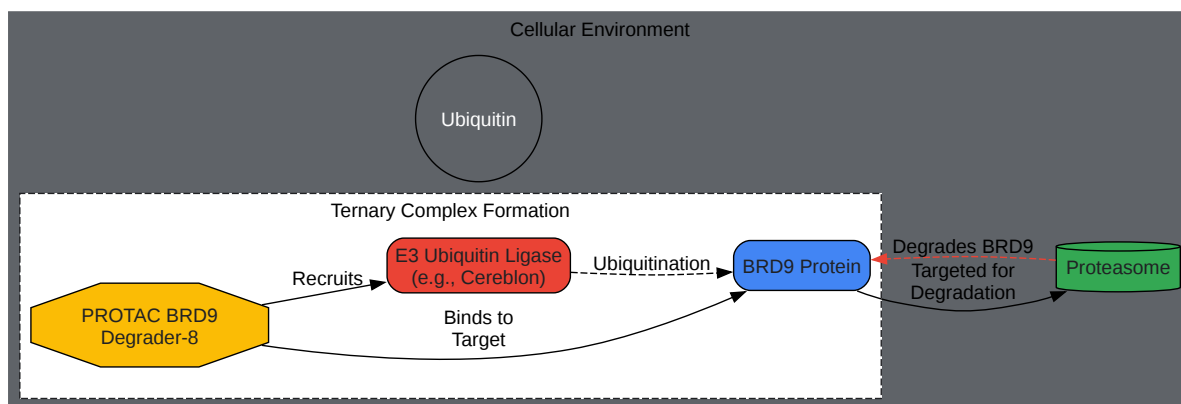 Cellular Environment
Ubiquitin
Ternary Complex Formation
E3 Ubiquitin Ligase
(e.g., Cereblon)
Ubiquitination
BRD9 Protein
Degrades BRD9
Proteasome
Recruits
Targeted for
Degradation
PROTAC BRD9
Degrader-8
Binds to
Target